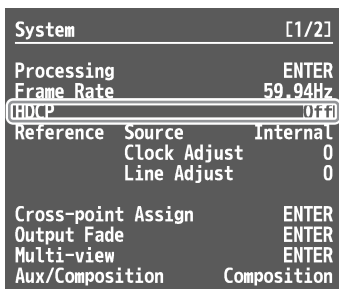 System [1/2]
Processing ENTER
Frame Rate 59.94Hz
HDCP Off
Reference Source Internal
Clock Adjust 0
Line Adjust 0
Cross-point Assign ENTER
Output Fade ENTER
Multi-view ENTER
Aux/Composition Composition